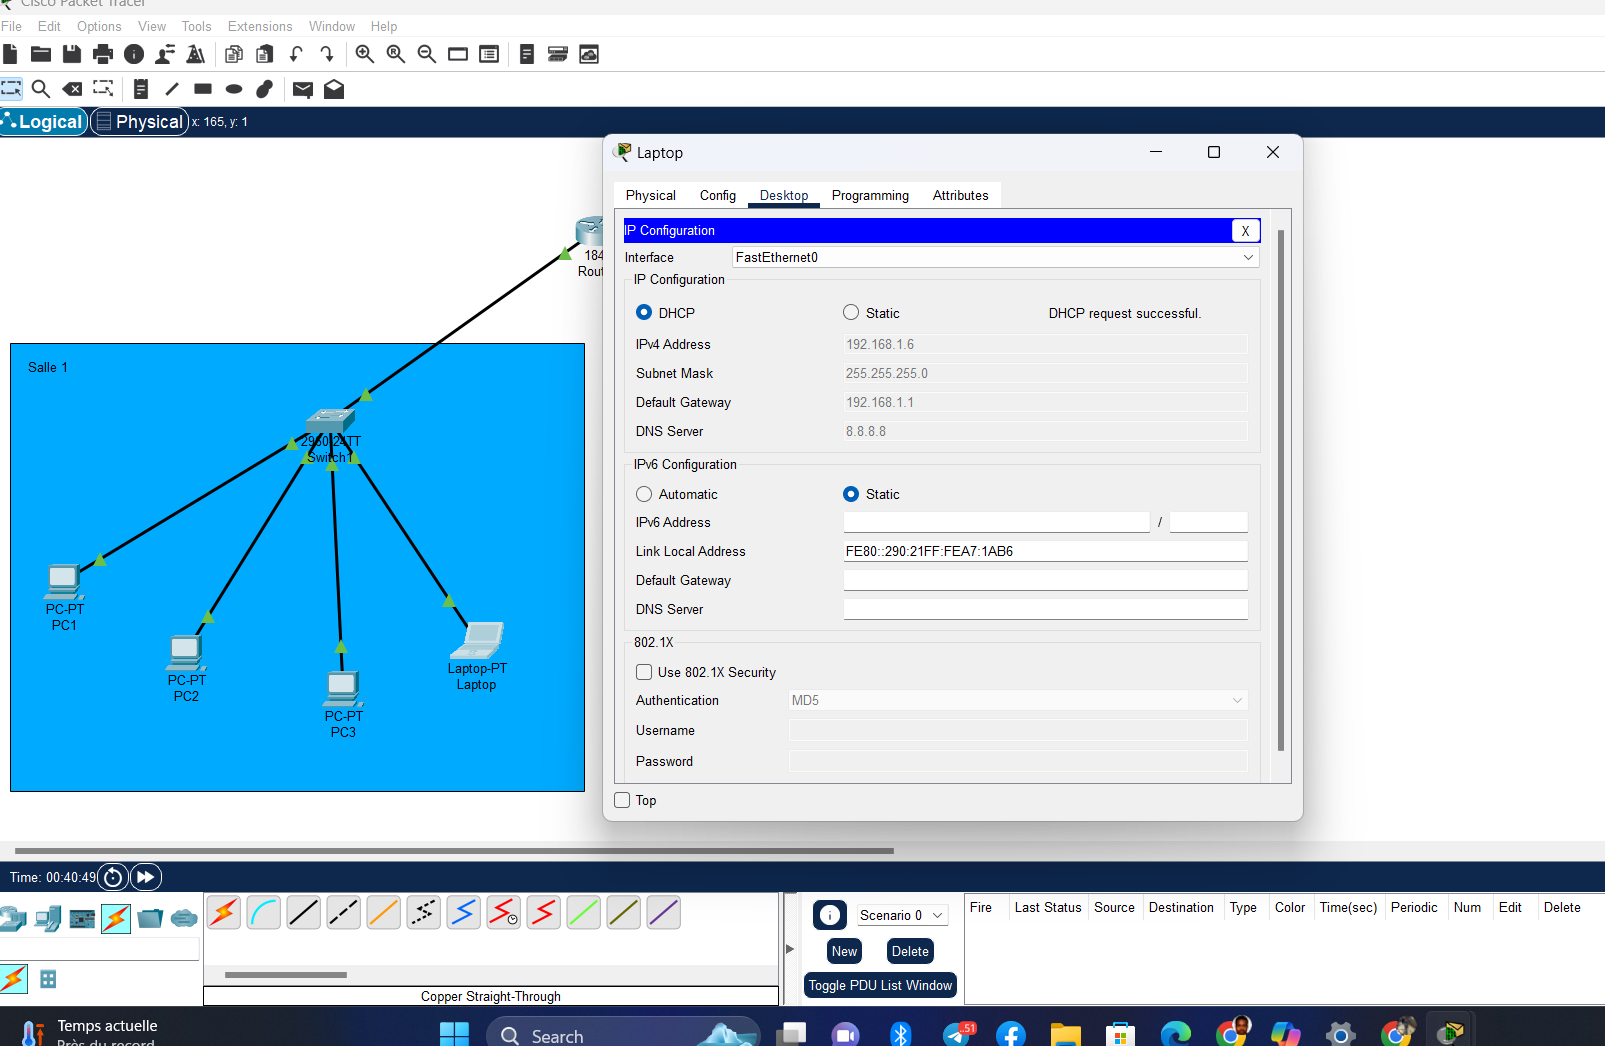 Cisco Packet Tracer
File Edit Options View Tools Extensions Window Help
Logical Physical x: 165, y: 1
184
Rout
Salle 1
2960-24TT
Switch1
PC-PT
PC1
PC-PT
PC2
PC-PT
PC3
Laptop-PT
Laptop
Laptop
Physical Config Desktop Programming Attributes
IP Configuration X
Interface FastEthernet0
IP Configuration
DHCP Static DHCP request successful.
IPv4 Address 192.168.1.6
Subnet Mask 255.255.255.0
Default Gateway 192.168.1.1
DNS Server 8.8.8.8
IPv6 Configuration
Automatic Static
IPv6 Address /
Link Local Address FE80::290:21FF:FEA7:1AB6
Default Gateway
DNS Server
802.1X
Use 802.1X Security
Authentication MD5
Username
Password
Top
Time: 00:40:49
Copper Straight-Through
Scenario 0
New Delete
Toggle PDU List Window
Fire Last Status Source Destination Type Color Time(sec) Periodic Num Edit Delete
Temps actuelle
Près du record
Search
51